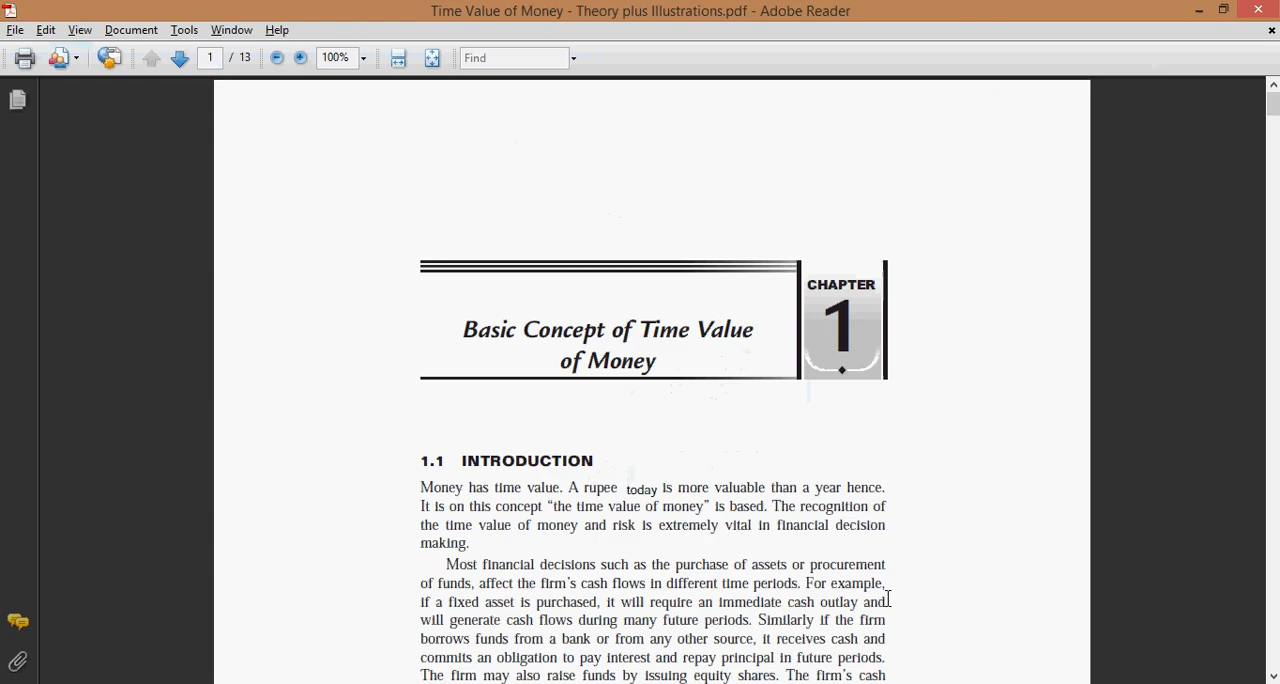 Time Value of Money - Theory plus Illustrations.pdf - Adobe Reader
File Edit View Document Tools Window Help
1 / 13 100% Find
CHAPTER
1
Basic Concept of Time Value
of Money
1.1 INTRODUCTION
Money has time value. A rupee today is more valuable than a year hence.
It is on this concept “the time value of money” is based. The recognition of
the time value of money and risk is extremely vital in financial decision
making.
Most financial decisions such as the purchase of assets or procurement
of funds, affect the firm's cash flows in different time periods. For example,
if a fixed asset is purchased, it will require an immediate cash outlay and
will generate cash flows during many future periods. Similarly if the firm
borrows funds from a bank or from any other source, it receives cash and
commits an obligation to pay interest and repay principal in future periods.
The firm may also raise funds by issuing equity shares. The firm's cash